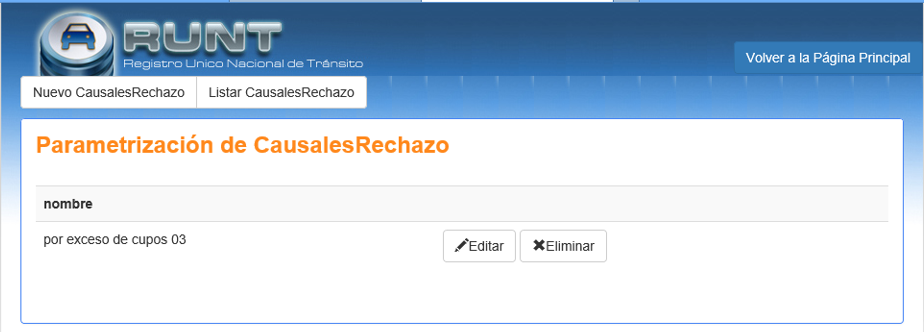 RUNT
Registro Unico Nacional de Tránsito
Volver a la Página Principal
Nuevo CausalesRechazo Listar CausalesRechazo
Parametrización de CausalesRechazo
nombre
por exceso de cupos 03 Editar Eliminar